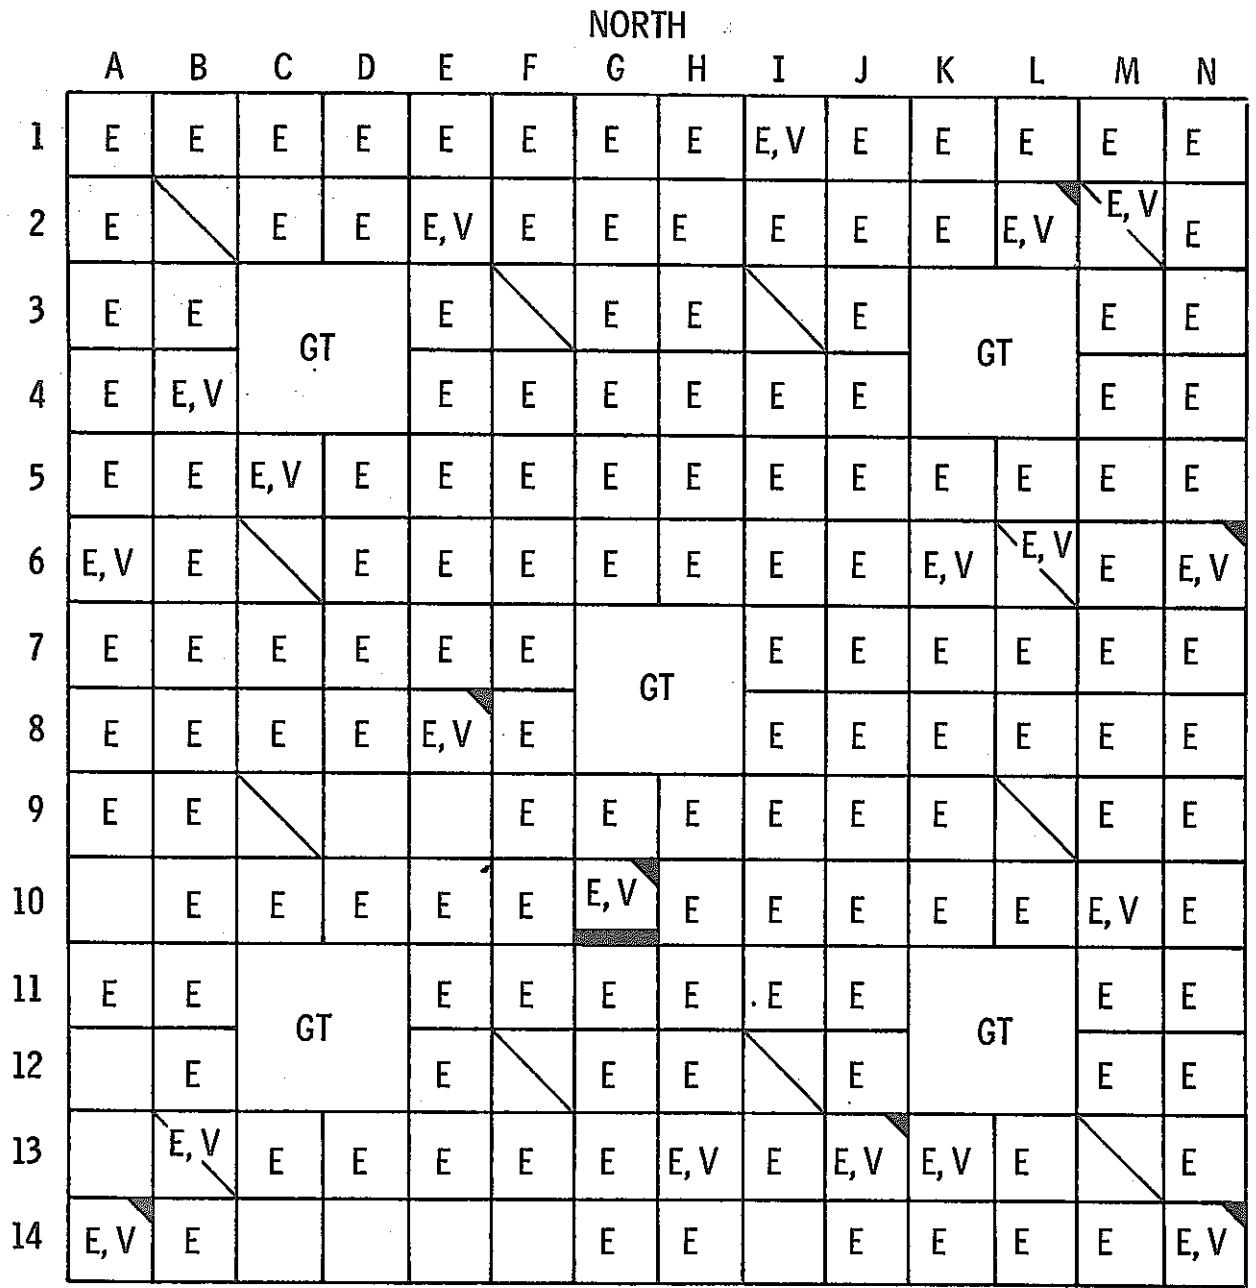 NORTH
A B C D E F G H I J K L M N
1 E E E E E E E E E, V E E E E E
2 E E E E, V E E E E E E E, V E, V E
3 E E GT E E E E GT E E
4 E E, V E E E E E E E E
5 E E E, V E E E E E E E E E E E
6 E, V E E E E E E E E E, V E, V E E, V
7 E E E E E E GT E E E E E E
8 E E E E E, V E E E E E E E
9 E E E E E E E E E E
10 E E E E E E, V E E E E E E, V E
11 E E GT E E E E E E GT E E
12 E E E E E E E
13 E, V E E E E E E, V E E, V E, V E E
14 E, V E E E E E E E E, V